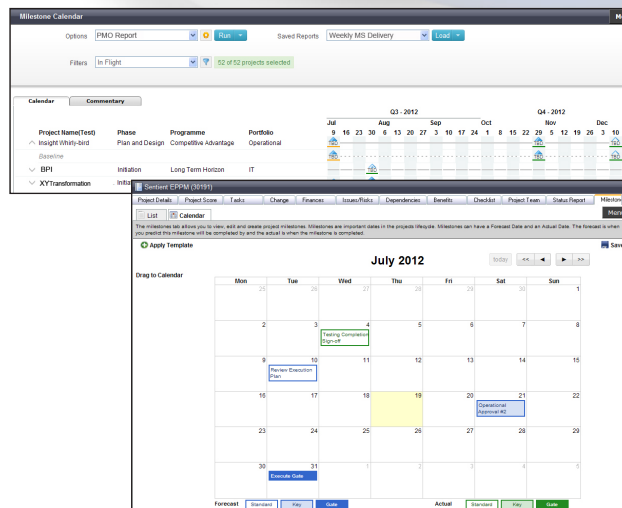 Milestone Calendar
Options PMO Report Run Saved Reports Weekly MS Delivery Load
Filters In Flight 52 of 52 projects selected
Calendar Commentary
Q3 - 2012 Q4 - 2012
Jul Aug Sep Oct Nov Dec
Project Name(Test) Phase Programme Portfolio 9 16 23 30 6 13 20 27 3 10 17 24 1 8 15 22 29 5 12 19 26 3 10
Insight Whirly-bird Plan and Design Competitive Advantage Operational TBD TBD TBD
Baseline TBD TBD TBD
BPI Initiation Long Term Horizon IT TBD
XYTransformation
Sentient EPPM (30191)
Project Details Project Score Tasks Change Finances Issues/Risks Dependencies Benefits Checklist Project Team Status Report
List Calendar
The milestones tab allows you to view, edit and create project milestones. Milestones are important dates in the projects lifecycle. Milestones can have a Forecast Date and an Actual Date. The forecast is when
you predict this milestone will be completed by and the actual is when the milestone is completed.
Apply Template
July 2012 today << >>
Drag to Calendar
Mon Tue Wed Thu Fri Sat Sun
25 26 27 28 29 30 1
2 3 4 5 6 7 8
Testing Completion
Sign-off
9 10 11 12 13 14 15
Review Execution
Plan
16 17 18 19 20 21 22
Operational
Approval #2
23 24 25 26 27 28 29
30 31 1 2 3 4 5
Execute Gate
Forecast Standard Key Gate Actual Standard Key Gate